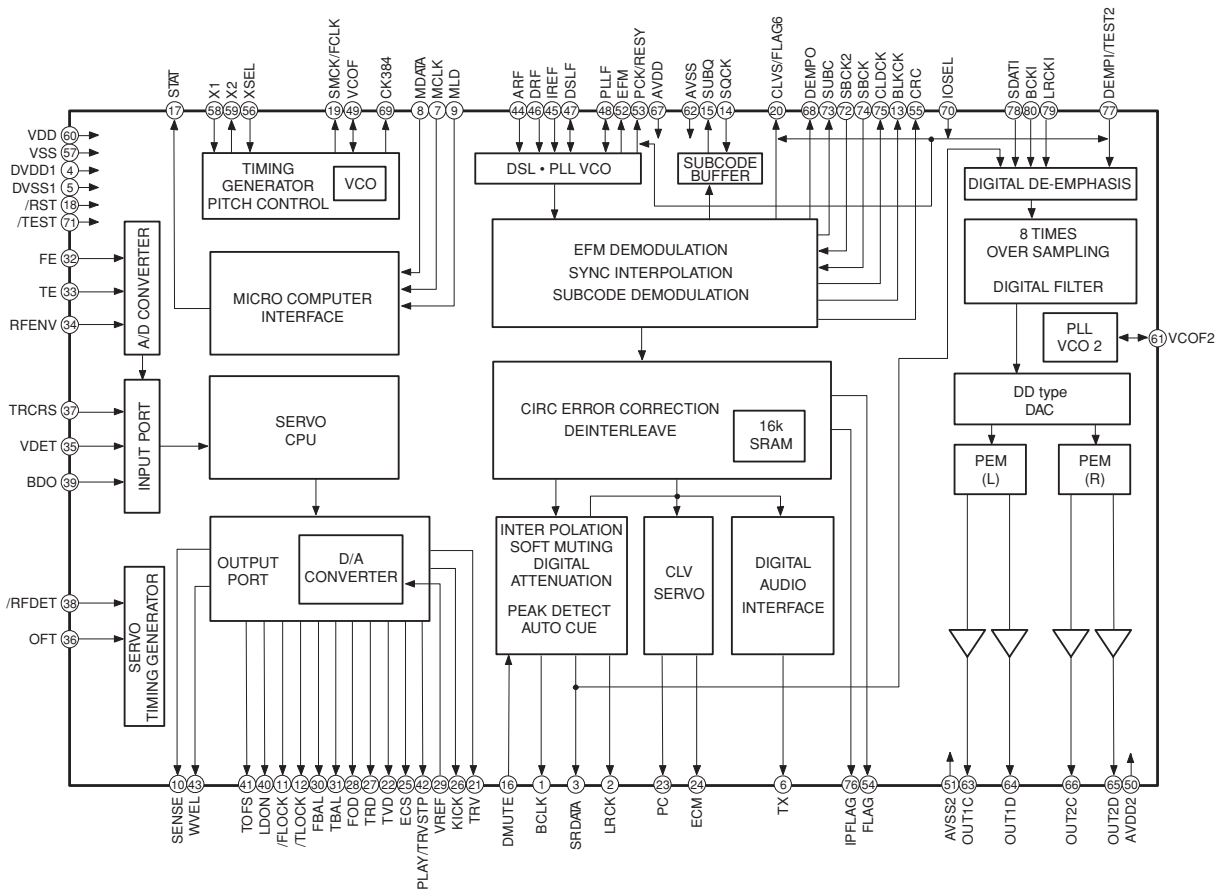 STAT
X1
X2
XSEL
SMCK/FCLK
VCOF
CK384
MDATA
MCLK
MLD
ARF
DRF
IREF
DSLF
PLLF
EFM
PCK/RESY
AVDD
AVSS
SUBQ
SQCK
CLVS/FLAG6
DEMPO
SUBC
SBCK2
SBCK
CLDCK
BLKCK
CRC
IOSEL
SDATI
BCKI
LRCKI
DEMPI/TEST2
17
58
59
56
19
49
69
8
7
9
44
46
45
47
48
52
53
67
62
15
14
20
68
73
72
74
75
13
55
70
78
80
79
77
VDD 60
VSS 57
DVDD1 4
DVSS1 5
/RST 18
/TEST 71
FE 32
TE 33
RFENV 34
TRCRS 37
VDET 35
BDO 39
/RFDET 38
OFT 36
TIMING
GENERATOR
PITCH CONTROL
VCO
DSL • PLL VCO
SUBCODE
BUFFER
DIGITAL DE-EMPHASIS
A/D CONVERTER
MICRO COMPUTER
INTERFACE
EFM DEMODULATION
SYNC INTERPOLATION
SUBCODE DEMODULATION
8 TIMES
OVER SAMPLING
DIGITAL FILTER
PLL
VCO 2
61 VCOF2
INPUT PORT
SERVO
CPU
CIRC ERROR CORRECTION
DEINTERLEAVE
16k
SRAM
DD type
DAC
PEM
(L)
PEM
(R)
OUTPUT
PORT
D/A
CONVERTER
INTER POLATION
SOFT MUTING
DIGITAL
ATTENUATION
PEAK DETECT
AUTO CUE
CLV
SERVO
DIGITAL
AUDIO
INTERFACE
SERVO
TIMING GENERATOR
10
43
41
40
11
12
30
31
28
27
22
25
42
29
26
21
16
1
3
2
23
24
6
76
54
51
63
64
66
65
50
SENSE
WVEL
TOFS
LDON
/FLOCK
/TLOCK
FBAL
TBAL
FOD
TRD
TVD
ECS
PLAY/TRVSTP
VREF
KICK
TRV
DMUTE
BCLK
SRDATA
LRCK
PC
ECM
TX
IPFLAG
FLAG
AVSS2
OUT1C
OUT1D
OUT2C
OUT2D
AVDD2